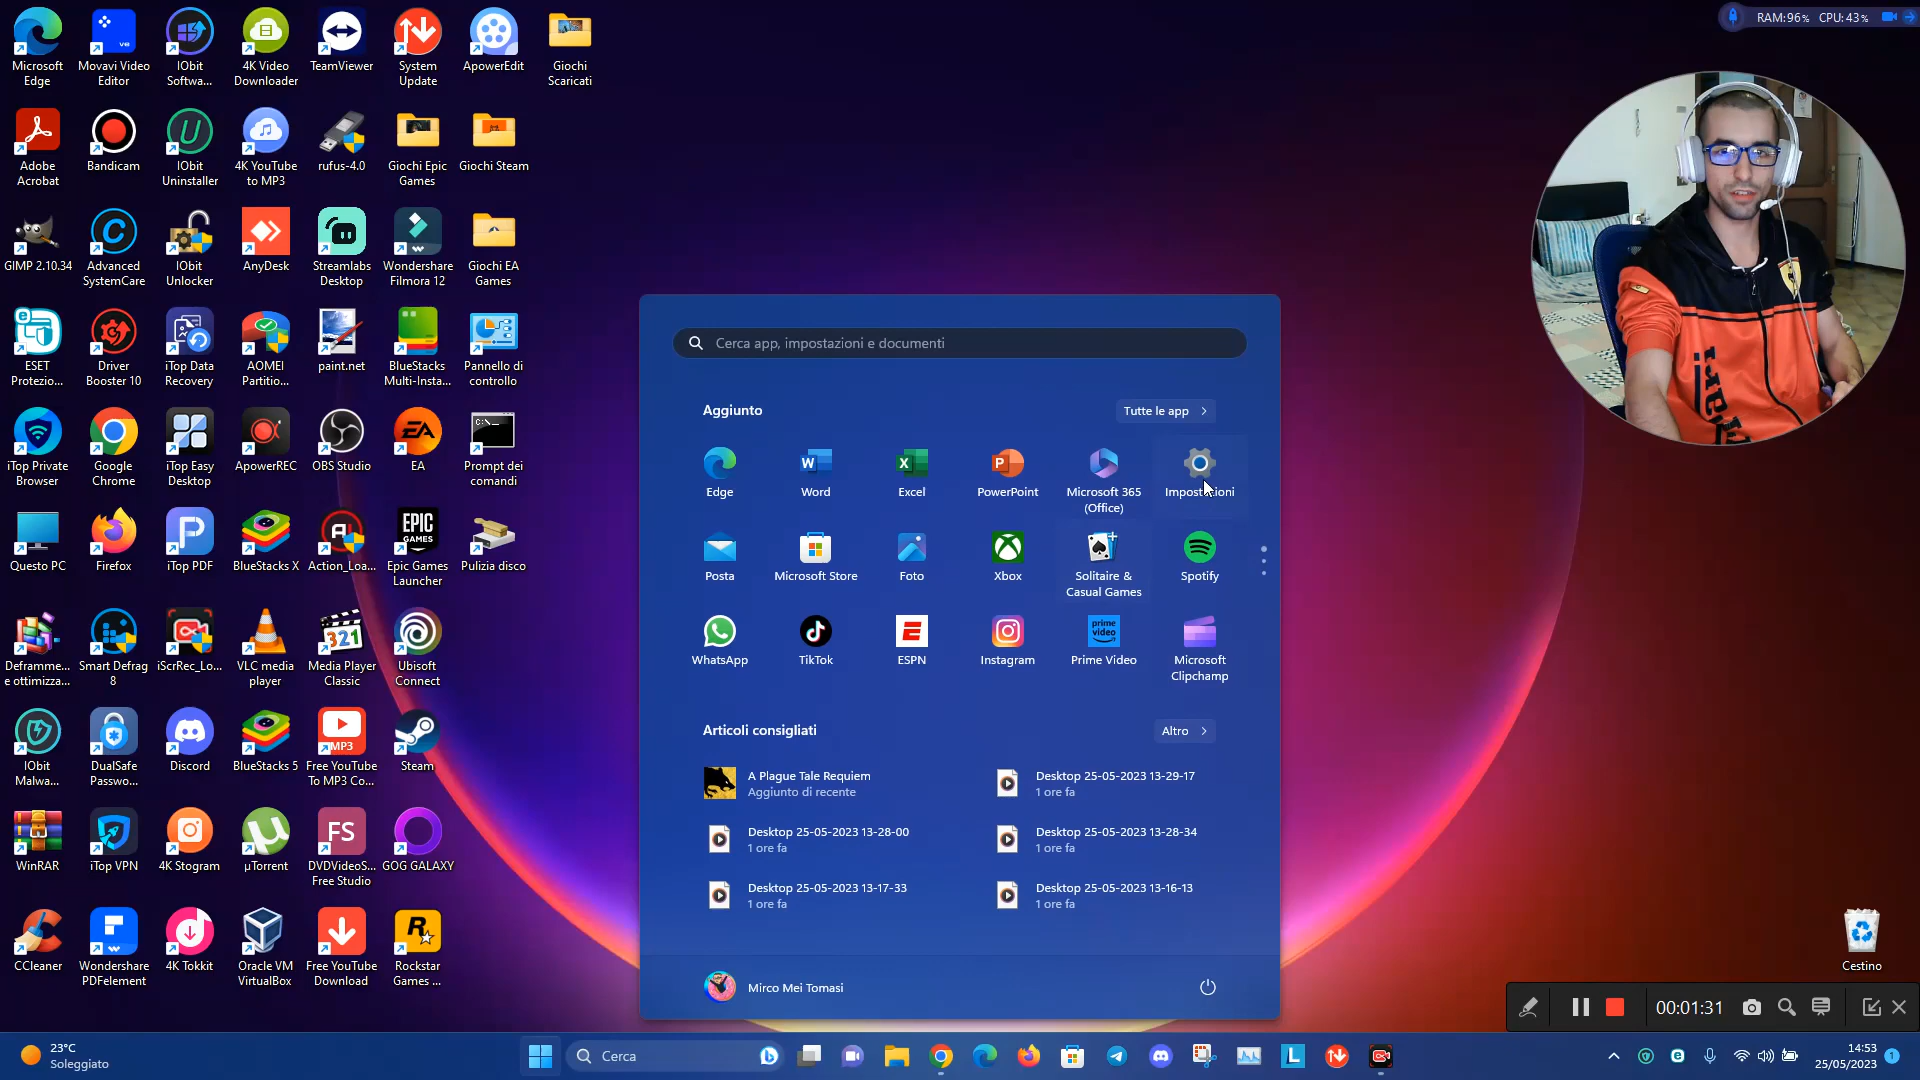 Microsoft
Edge
Movavi Video
Editor
IObit
Softwa...
4K Video
Downloader
TeamViewer
System
Update
ApowerEdit
Giochi
Scaricati
Adobe
Acrobat
Bandicam
IObit
Uninstaller
4K YouTube
to MP3
rufus-4.0
Giochi Epic
Games
Giochi Steam
GIMP 2.10.34
Advanced
SystemCare
IObit
Unlocker
AnyDesk
Streamlabs
Desktop
Wondershare
Filmora 12
Giochi EA
Games
ESET
Protezio...
Driver
Booster 10
iTop Data
Recovery
AOMEI
Partitio...
paint.net
BlueStacks
Multi-Insta...
Pannello di
controllo
iTop Private
Browser
Google
Chrome
iTop Easy
Desktop
ApowerREC
OBS Studio
EA
Prompt dei
comandi
Questo PC
Firefox
iTop PDF
BlueStacks X
Action_Loa...
EPIC
GAMES
Epic Games
Launcher
Pulizia disco
Deframme...
e ottimizza...
Smart Defrag
8
iScrRec_Lo...
VLC media
player
321
Media Player
Classic
Ubisoft
Connect
IObit
Malwa...
DualSafe
Passwo...
Discord
BlueStacks 5
MP3
Free YouTube
To MP3 Co...
Steam
WinRAR
iTop VPN
4K Stogram
µTorrent
FS
DVDVideoS...
Free Studio
GOG GALAXY
CCleaner
Wondershare
PDFelement
4K Tokkit
Oracle VM
VirtualBox
Free YouTube
Download
Rockstar
Games ...
RAM:96% CPU:43%
Cerca app, impostazioni e documenti
Aggiunto
Tutte le app
Edge
Word
Excel
PowerPoint
Microsoft 365
(Office)
Posta
Microsoft Store
Foto
Xbox
Solitaire &
Casual Games
Spotify
WhatsApp
TikTok
ESPN
Instagram
prime
video
Prime Video
Microsoft
Clipchamp
Articoli consigliati
Altro
A Plague Tale Requiem
Aggiunto di recente
Desktop 25-05-2023 13-29-17
1 ore fa
Desktop 25-05-2023 13-28-00
1 ore fa
Desktop 25-05-2023 13-28-34
1 ore fa
Desktop 25-05-2023 13-17-33
1 ore fa
Desktop 25-05-2023 13-16-13
1 ore fa
Mirco Mei Tomasi
Cestino
00:01:31
23°C
Soleggiato
Cerca
14:53
25/05/2023
1